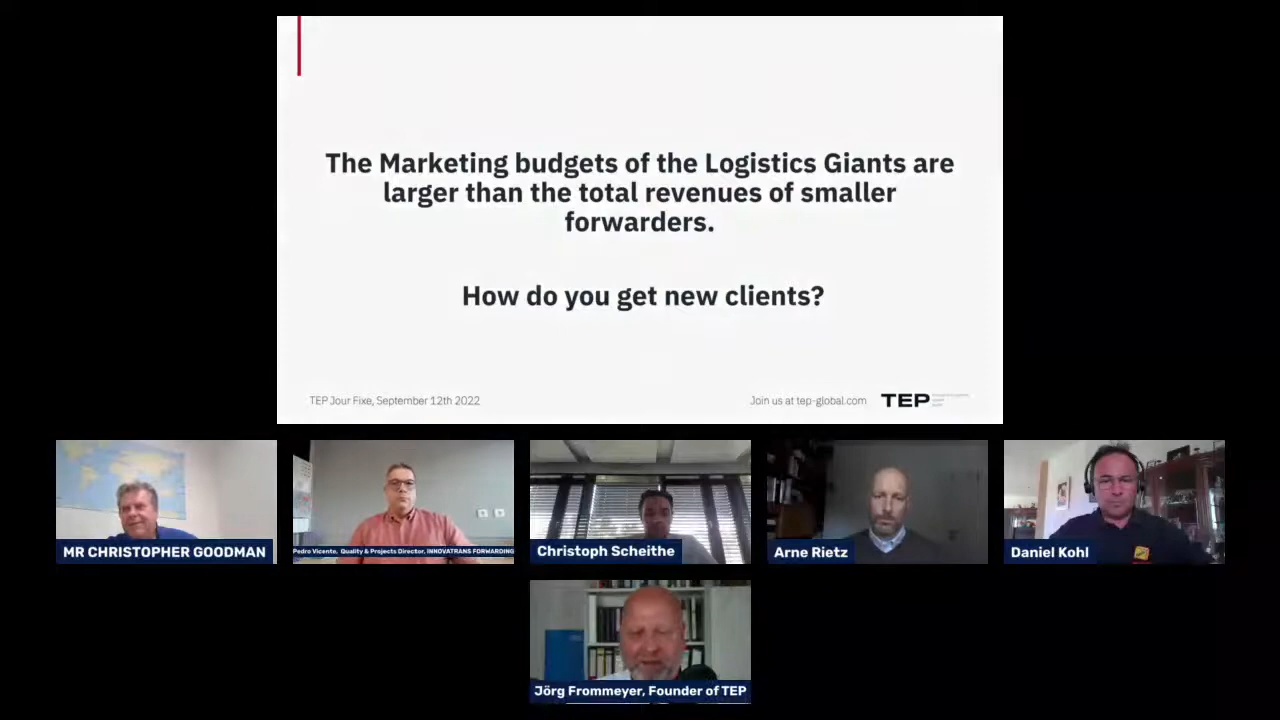 The Marketing budgets of the Logistics Giants are
larger than the total revenues of smaller
forwarders.
How do you get new clients?
TEP Jour Fixe, September 12th 2022
Join us at tep-global.com
TEP
MR CHRISTOPHER GOODMAN
Pedro Vicente, Quality & Projects Director, INNOVATRANS FORWARDING
Christoph Scheithe
Arne Rietz
Daniel Kohl
Jörg Frommeyer, Founder of TEP